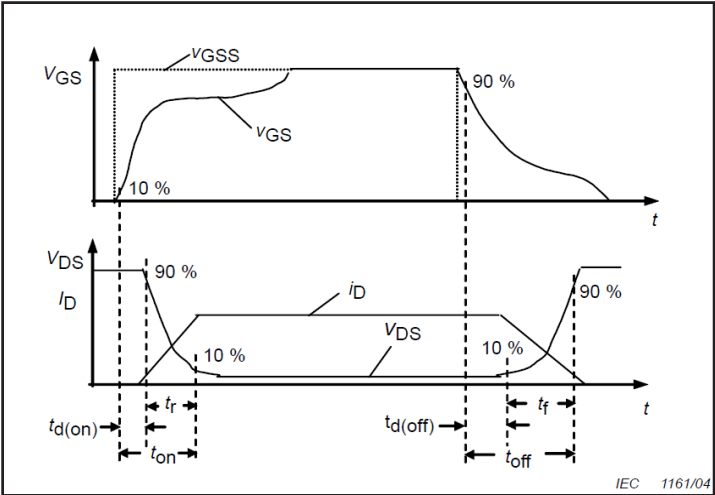 VGSS
VGS
90 %
VGS
10 %
t
VDS
90 %
ID
iD
90 %
VDS
10 %
10 %
tr
tf
t
td(on)
td(off)
ton
toff
IEC 1161/04